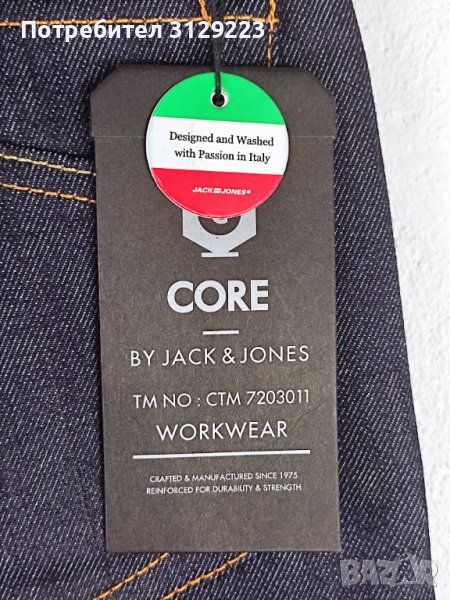 Потребител 3129223
Designed and Washed
with Passion in Italy
JACK JONES®
CORE
BY JACK & JONES
TM NO : CTM 7203011
WORKWEAR
CRAFTED & MANUFACTURED SINCE 1975
REINFORCED FOR DURABILITY & STRENGTH
BAZAR